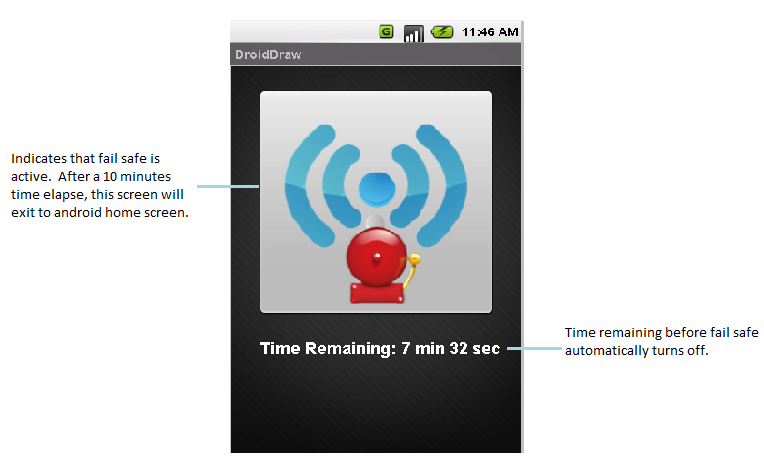 G
11:46 AM
DroidDraw
Indicates that fail safe is
active.  After a 10 minutes
time elapse, this screen will
exit to android home screen.
Time Remaining: 7 min 32 sec
Time remaining before fail safe
automatically turns off.